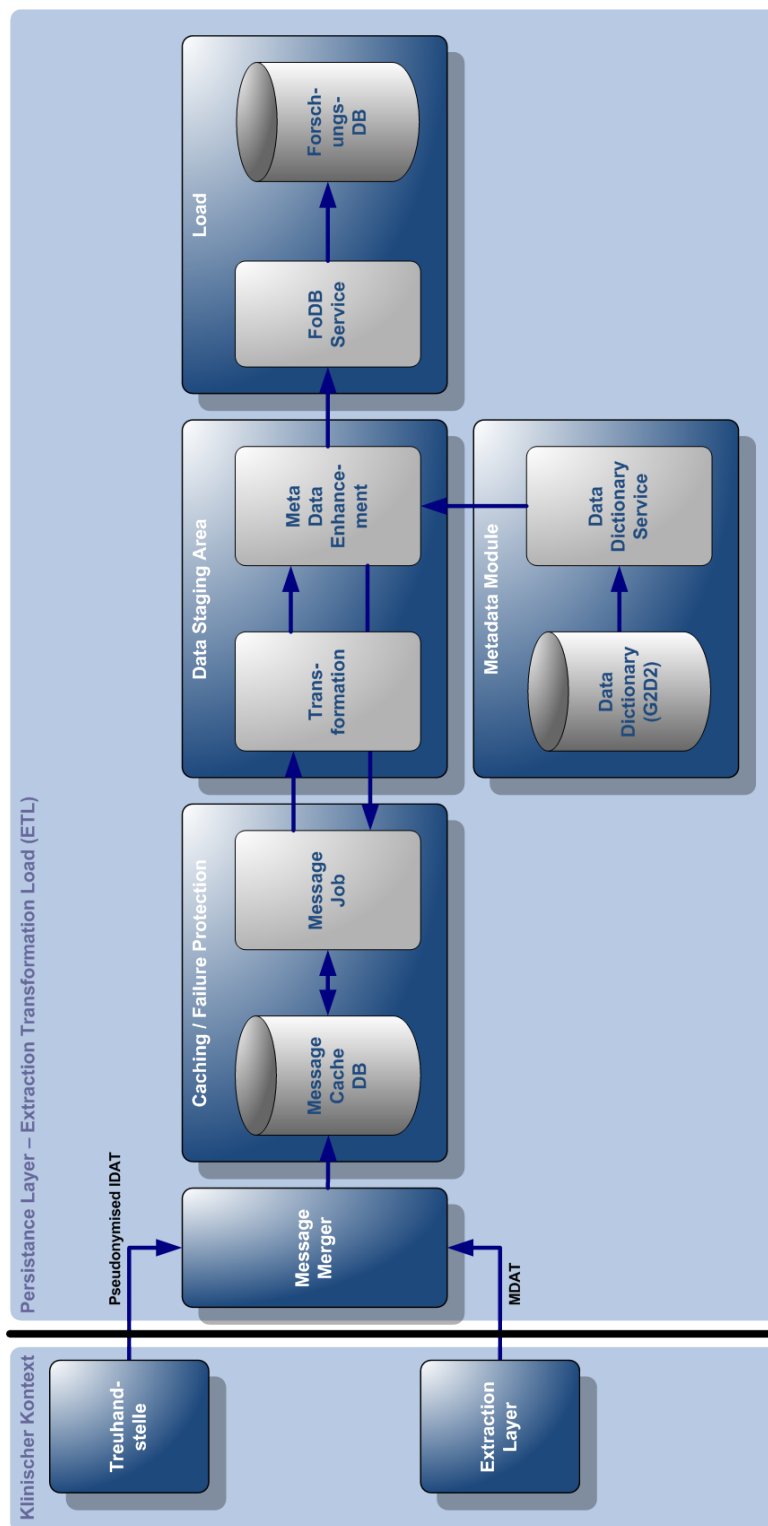 Klinischer Kontext
Treuhand-
stelle
Extraction
Layer
Persistance Layer – Extraction Transformation Load (ETL)
Pseudonymised IDAT
MDAT
Message
Merger
Caching / Failure Protection
Message
Cache
DB
Message
Job
Data Staging Area
Trans-
formation
Meta
Data
Enhance-
ment
Metadata Module
Data
Dictionary
(G2D2)
Data
Dictionary
Service
Load
FoDB
Service
Forsch-
ungs-
DB